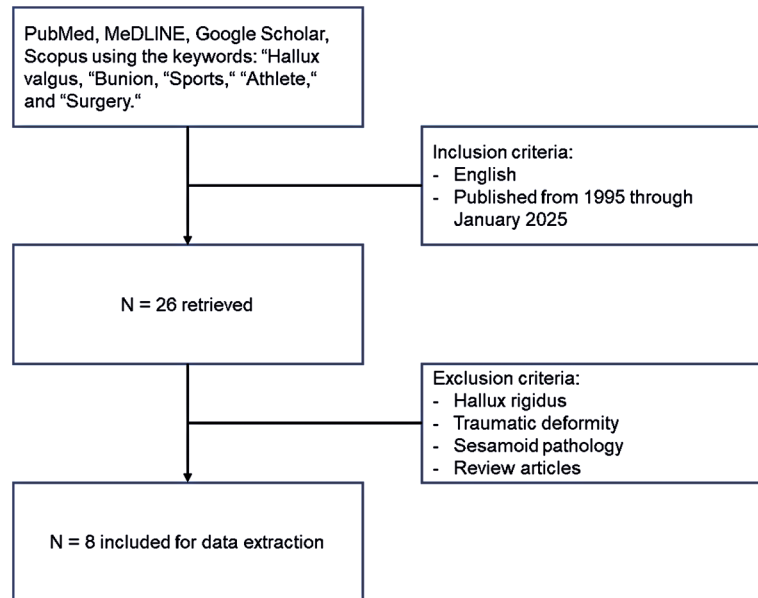 PubMed, MeDLINE, Google Scholar,
Scopus using the keywords: “Hallux
valgus, “Bunion, “Sports,“ “Athlete,“
and “Surgery.“
Inclusion criteria:
- English
- Published from 1995 through
January 2025
N = 26 retrieved
Exclusion criteria:
- Hallux rigidus
- Traumatic deformity
- Sesamoid pathology
- Review articles
N = 8 included for data extraction